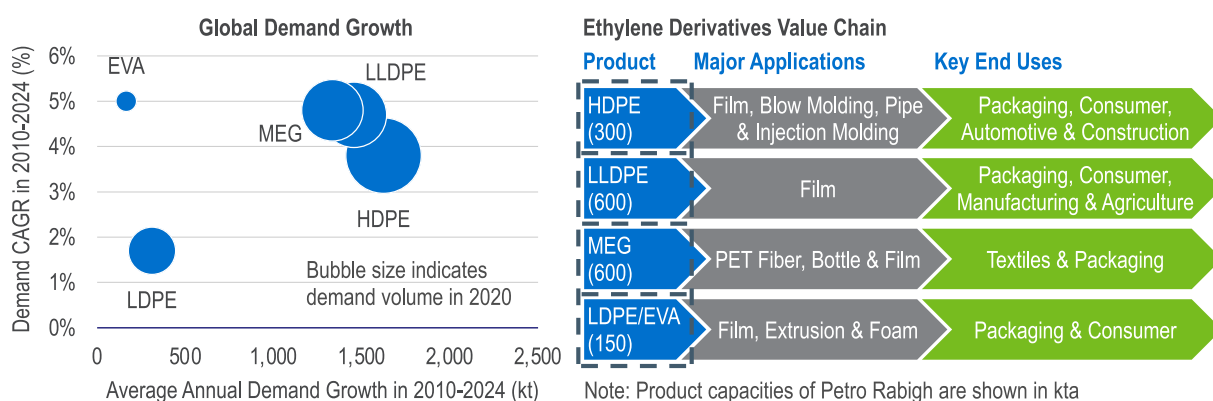 Global Demand Growth
Demand CAGR in 2010-2024 (%)
6%
5%
4%
3%
2%
1%
0%
EVA
LLDPE
MEG
HDPE
LDPE
Bubble size indicates
demand volume in 2020
0
500
1,000
1,500
2,000
2,500
Average Annual Demand Growth in 2010-2024 (kt)
Ethylene Derivatives Value Chain
Product
Major Applications
Key End Uses
HDPE
(300)
Film, Blow Molding, Pipe
& Injection Molding
Packaging, Consumer,
Automotive & Construction
LLDPE
(600)
Film
Packaging, Consumer,
Manufacturing & Agriculture
MEG
(600)
PET Fiber, Bottle & Film
Textiles & Packaging
LDPE/EVA
(150)
Film, Extrusion & Foam
Packaging & Consumer
Note: Product capacities of Petro Rabigh are shown in kta